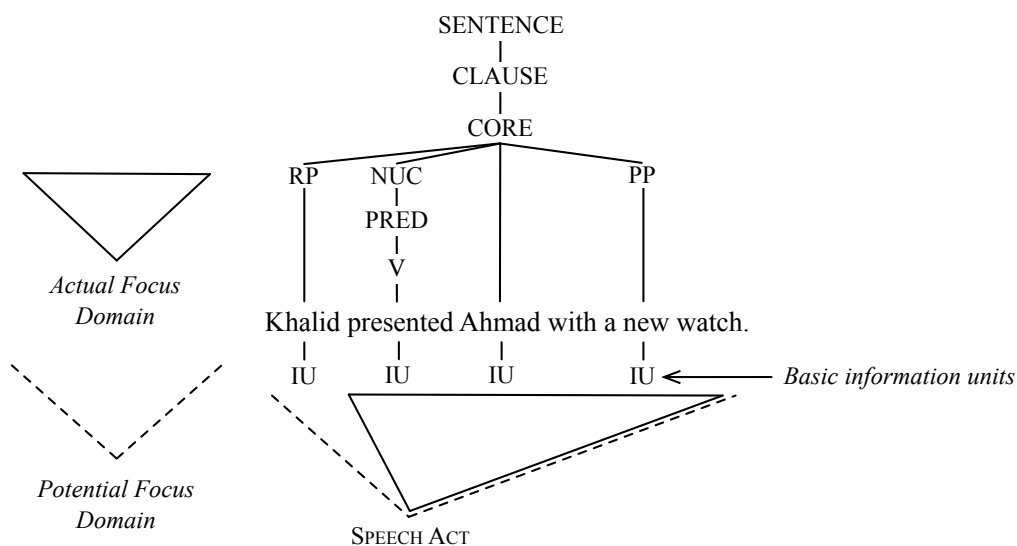 SENTENCE
CLAUSE
CORE
RP NUC PP
PRED
V
Actual Focus
Domain
Khalid presented Ahmad with a new watch.
IU IU IU IU Basic information units
Potential Focus
Domain
SPEECH ACT